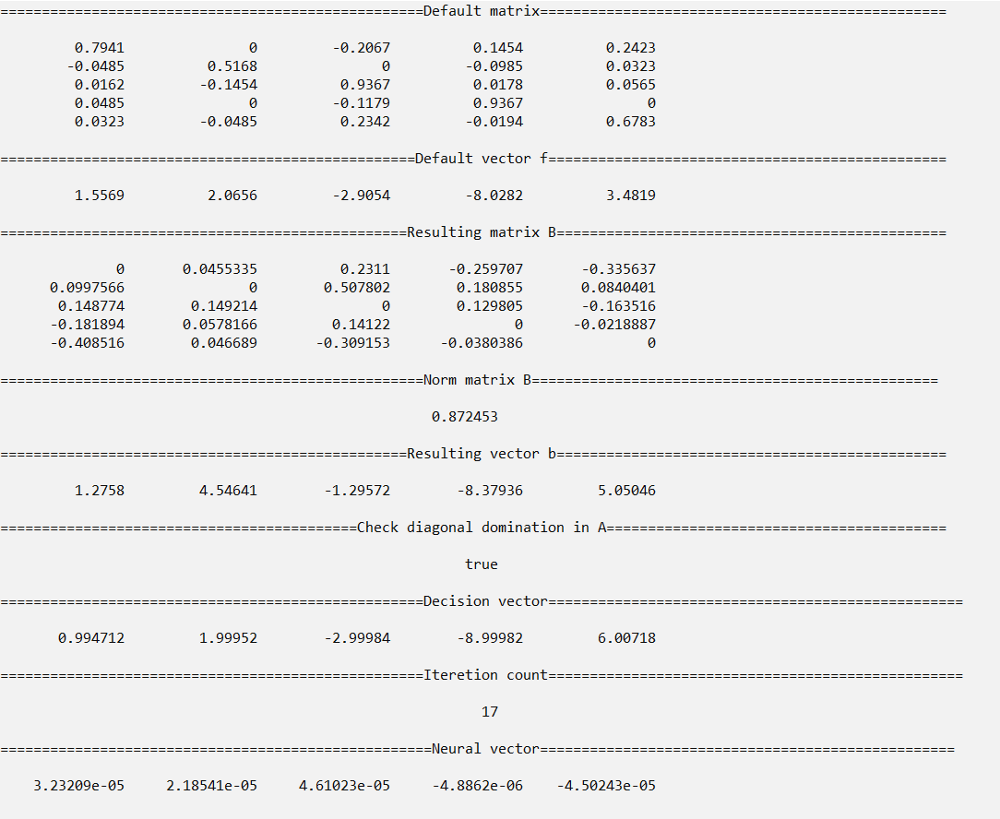 ===================================================Default matrix=================================================
0.7941 0 -0.2067 0.1454 0.2423
-0.0485 0.5168 0 -0.0985 0.0323
0.0162 -0.1454 0.9367 0.0178 0.0565
0.0485 0 -0.1179 0.9367 0
0.0323 -0.0485 0.2342 -0.0194 0.6783
==================================================Default vector f================================================
1.5569 2.0656 -2.9054 -8.0282 3.4819
=================================================Resulting matrix B===============================================
0 0.0455335 0.2311 -0.259707 -0.335637
0.0997566 0 0.507802 0.180855 0.0840401
0.148774 0.149214 0 0.129805 -0.163516
-0.181894 0.0578166 0.14122 0 -0.0218887
-0.408516 0.046689 -0.309153 -0.0380386 0
===================================================Norm matrix B=================================================
0.872453
=================================================Resulting vector b===============================================
1.2758 4.54641 -1.29572 -8.37936 5.05046
===========================================Check diagonal domination in A=========================================
true
===================================================Decision vector==================================================
0.994712 1.99952 -2.99984 -8.99982 6.00718
===================================================Iteretion count==================================================
17
====================================================Neural vector==================================================
3.23209e-05 2.18541e-05 4.61023e-05 -4.8862e-06 -4.50243e-05